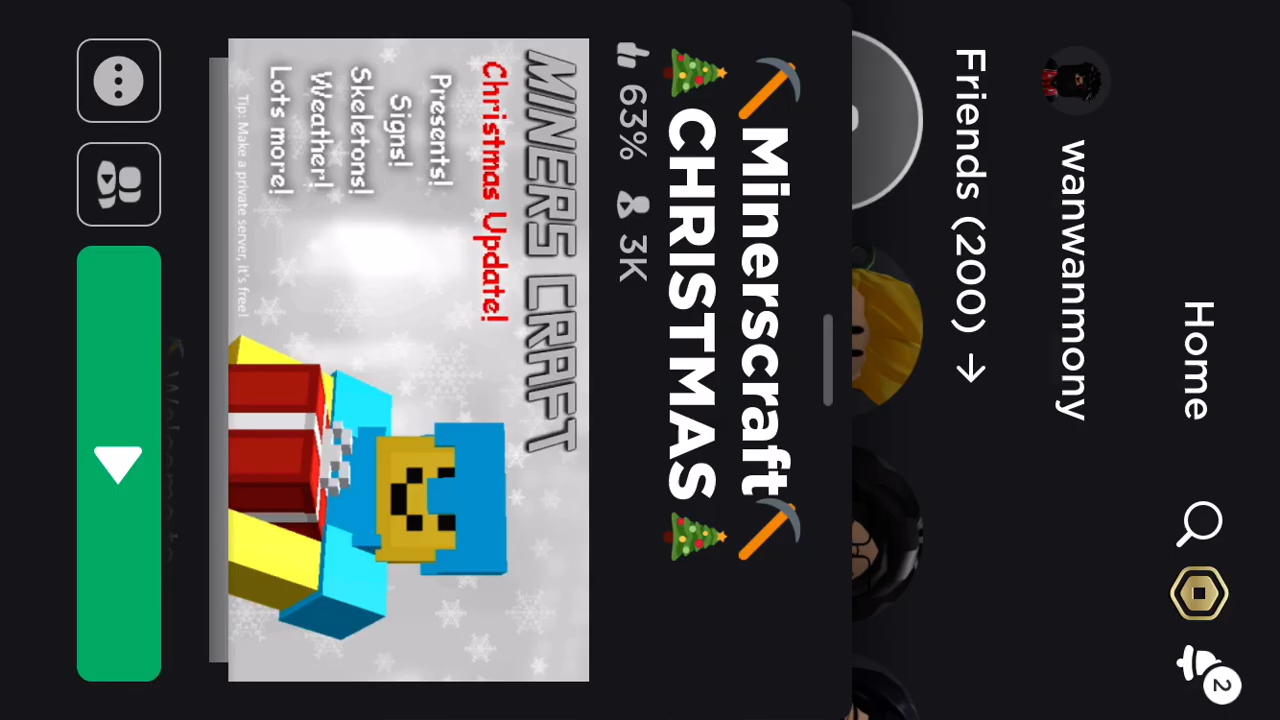 Home
2
wanwanmony
Friends (200) →
⛏️Minerscraft⛏️
🎄CHRISTMAS🎄
63% 3K
MINERS CRAFT
Christmas Update!
Presents!
Signs!
Skeletons!
Weather!
Lots more!
Tip: Make a private server, it's free!